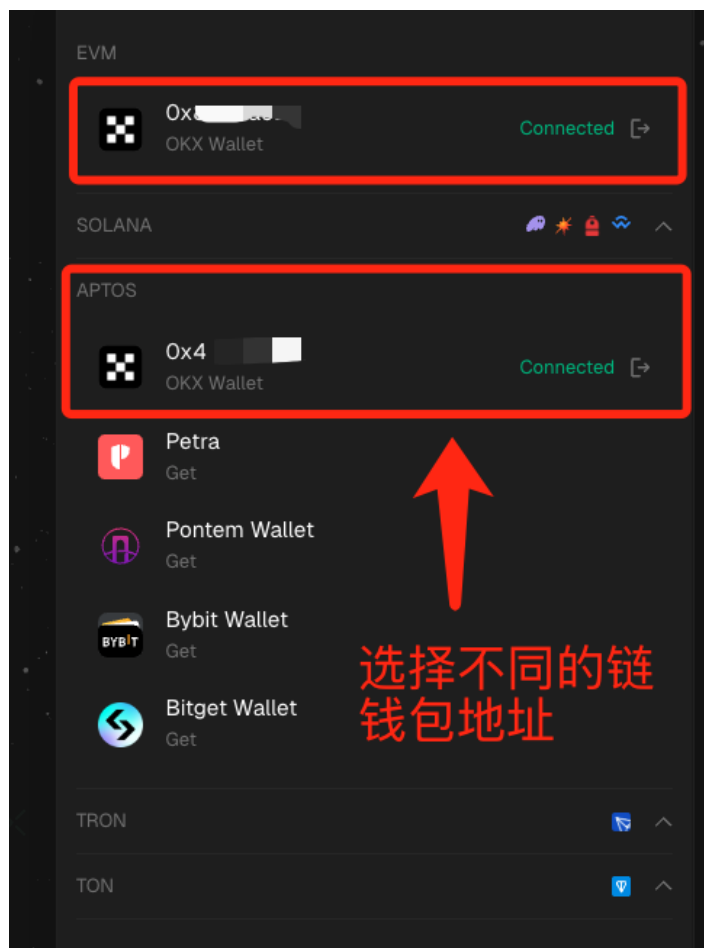 EVM
0x
OKX Wallet
Connected
SOLANA
APTOS
0x4
OKX Wallet
Connected
Petra
Get
Pontem Wallet
Get
BYBIT
Bybit Wallet
Get
Bitget Wallet
Get
选择不同的链
钱包地址
TRON
TON